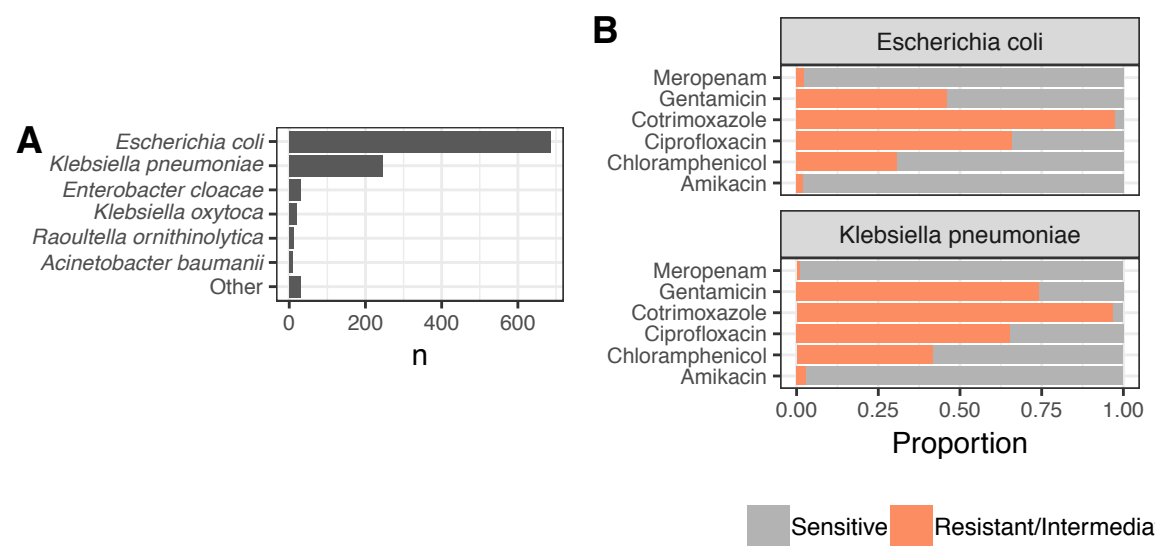 A
Escherichia coli
Klebsiella pneumoniae
Enterobacter cloacae
Klebsiella oxytoca
Raoultella ornithinolytica
Acinetobacter baumanii
Other
0 200 400 600
n
B
Escherichia coli
Meropenam
Gentamicin
Cotrimoxazole
Ciprofloxacin
Chloramphenicol
Amikacin
Klebsiella pneumoniae
Meropenam
Gentamicin
Cotrimoxazole
Ciprofloxacin
Chloramphenicol
Amikacin
0.00 0.25 0.50 0.75 1.00
Proportion
Sensitive Resistant/Intermedia